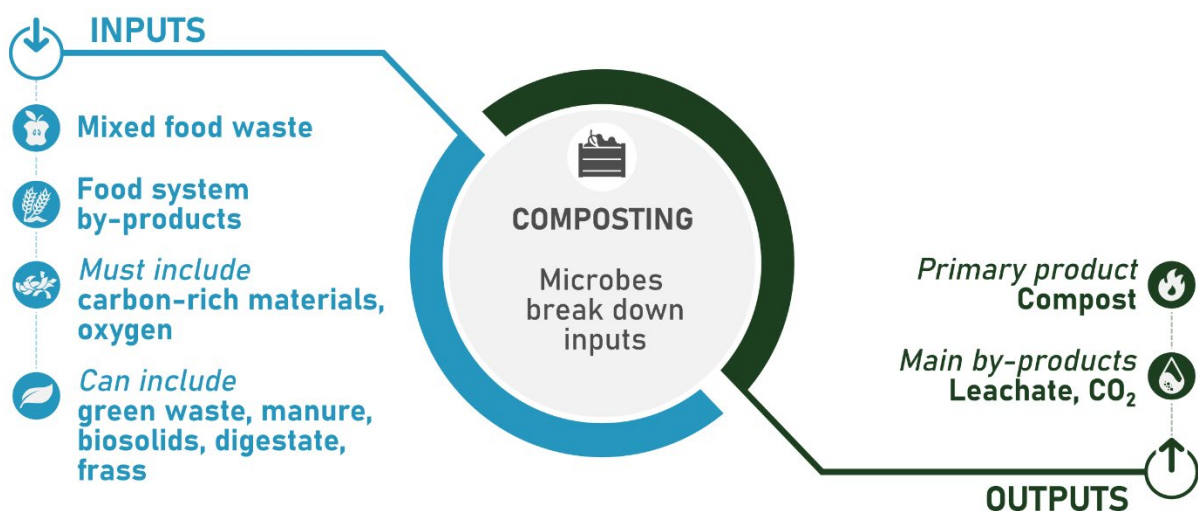 INPUTS
Mixed food waste
Food system
by-products
Must include
carbon-rich materials,
oxygen
Can include
green waste, manure,
biosolids, digestate,
frass
COMPOSTING
Microbes
break down
inputs
Primary product
Compost
Main by-products
Leachate, CO₂
OUTPUTS